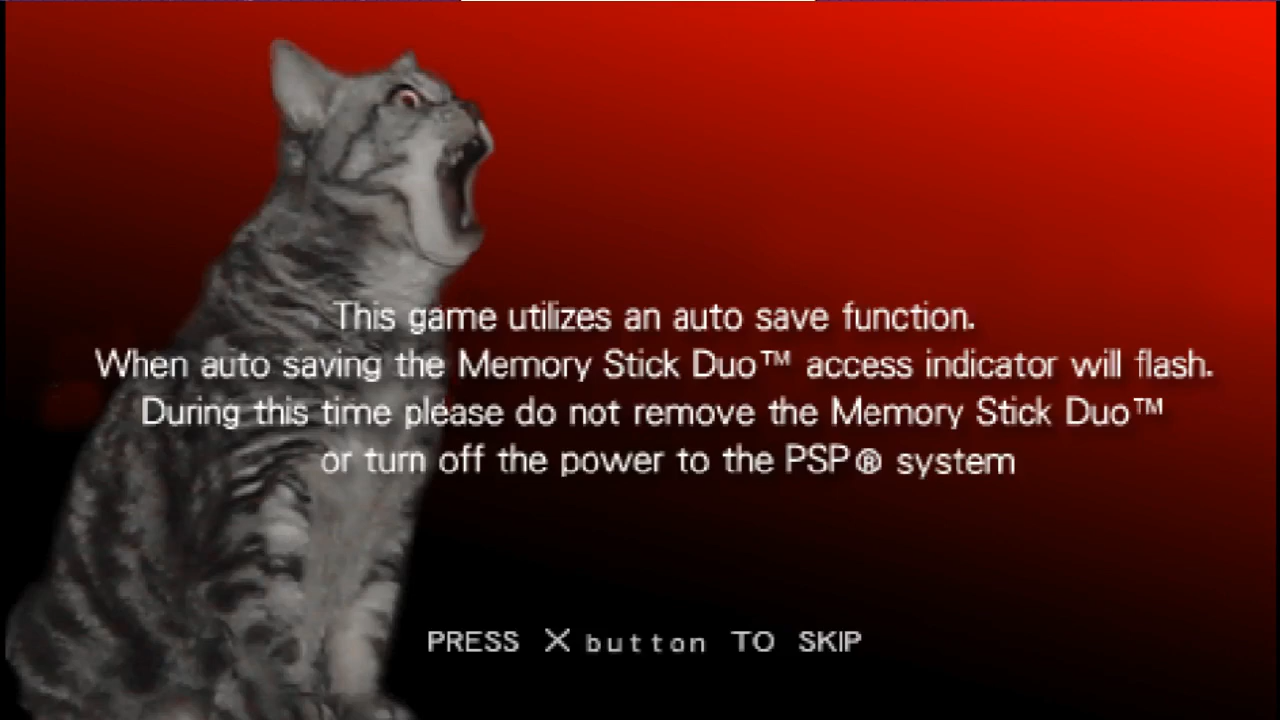 This game utilizes an auto save function.
When auto saving the Memory Stick Duo™ access indicator will flash.
During this time please do not remove the Memory Stick Duo™
or turn off the power to the PSP® system
PRESS X button TO SKIP